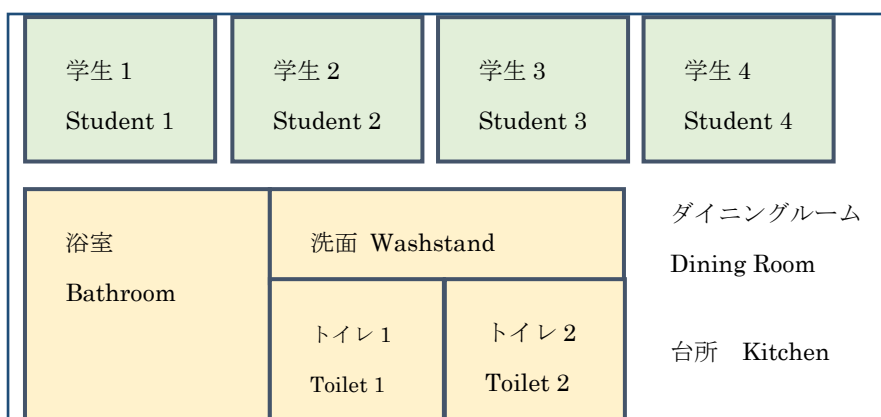 学生 1
Student 1
学生 2
Student 2
学生 3
Student 3
学生 4
Student 4
浴室
Bathroom
洗面 Washstand
トイレ 1
Toilet 1
トイレ 2
Toilet 2
ダイニングルーム
Dining Room
台所　Kitchen